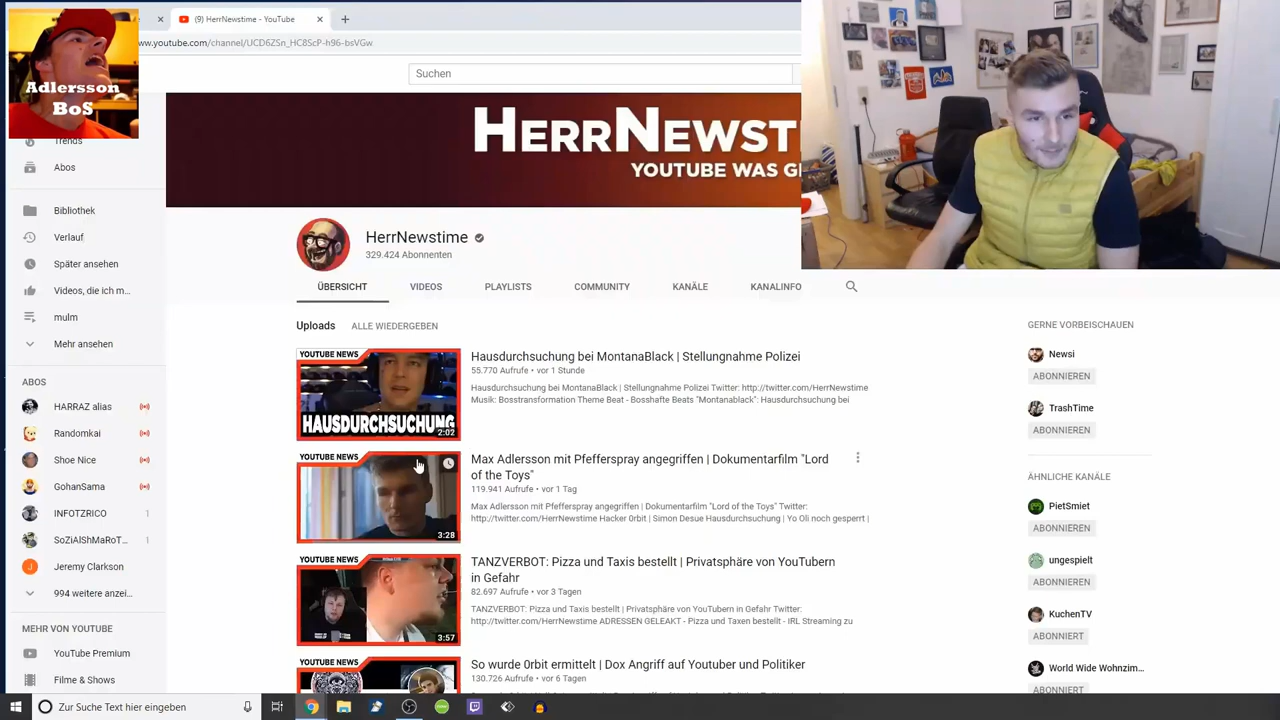 (9) HerrNewstime - YouTube
www.youtube.com/channel/UCD6ZSn_HC8ScP-h96-bsVGw
Adlersson
BoS
Suchen
HERRNEWSTI
YOUTUBE WAS G
Trends
Abos
Bibliothek
Verlauf
Später ansehen
Videos, die ich m...
mulm
Mehr ansehen
ABOS
HARRAZ alias
Randomkai
Shoe Nice
GohanSama
INFOTZRICO 1
SoZiAlShMaRoT... 1
Jeremy Clarkson
994 weitere anzei...
MEHR VON YOUTUBE
YouTube Premium
Filme & Shows
HerrNewstime
329.424 Abonnenten
ÜBERSICHT VIDEOS PLAYLISTS COMMUNITY KANÄLE KANALINFO
Uploads ALLE WIEDERGEBEN
YOUTUBE NEWS
HAUSDURCHSUCHUNG
2:02
Hausdurchsuchung bei MontanaBlack | Stellungnahme Polizei
55.770 Aufrufe • vor 1 Stunde
Hausdurchsuchung bei MontanaBlack | Stellungnahme Polizei Twitter: http://twitter.com/HerrNewstime
Musik: Bosstransformation Theme Beat - Bosshafte Beats "Montanablack": Hausdurchsuchung bei
YOUTUBE NEWS
3:28
Max Adlersson mit Pfefferspray angegriffen | Dokumentarfilm "Lord
of the Toys"
119.941 Aufrufe • vor 1 Tag
Max Adlersson mit Pfefferspray angegriffen | Dokumentarfilm "Lord of the Toys" Twitter:
http://twitter.com/HerrNewstime Hacker 0rbit | Simon Desue Hausdurchsuchung | Yo Oli noch gesperrt |
YOUTUBE NEWS
3:57
TANZVERBOT: Pizza und Taxis bestellt | Privatsphäre von YouTubern
in Gefahr
82.697 Aufrufe • vor 3 Tagen
TANZVERBOT: Pizza und Taxis bestellt | Privatsphäre von YouTubern in Gefahr Twitter:
http://twitter.com/HerrNewstime ADRESSEN GELEAKT - Pizza und Taxen bestellt - IRL Streaming zu
YOUTUBE NEWS
So wurde 0rbit ermittelt | Dox Angriff auf Youtuber und Politiker
130.726 Aufrufe • vor 6 Tagen
GERNE VORBEISCHAUEN
Newsi
ABONNIEREN
TrashTime
ABONNIEREN
ÄHNLICHE KANÄLE
PietSmiet
ABONNIEREN
ungespielt
ABONNIEREN
KuchenTV
ABONNIERT
World Wide Wohnzim...
ABONNIERT
Zur Suche Text hier eingeben